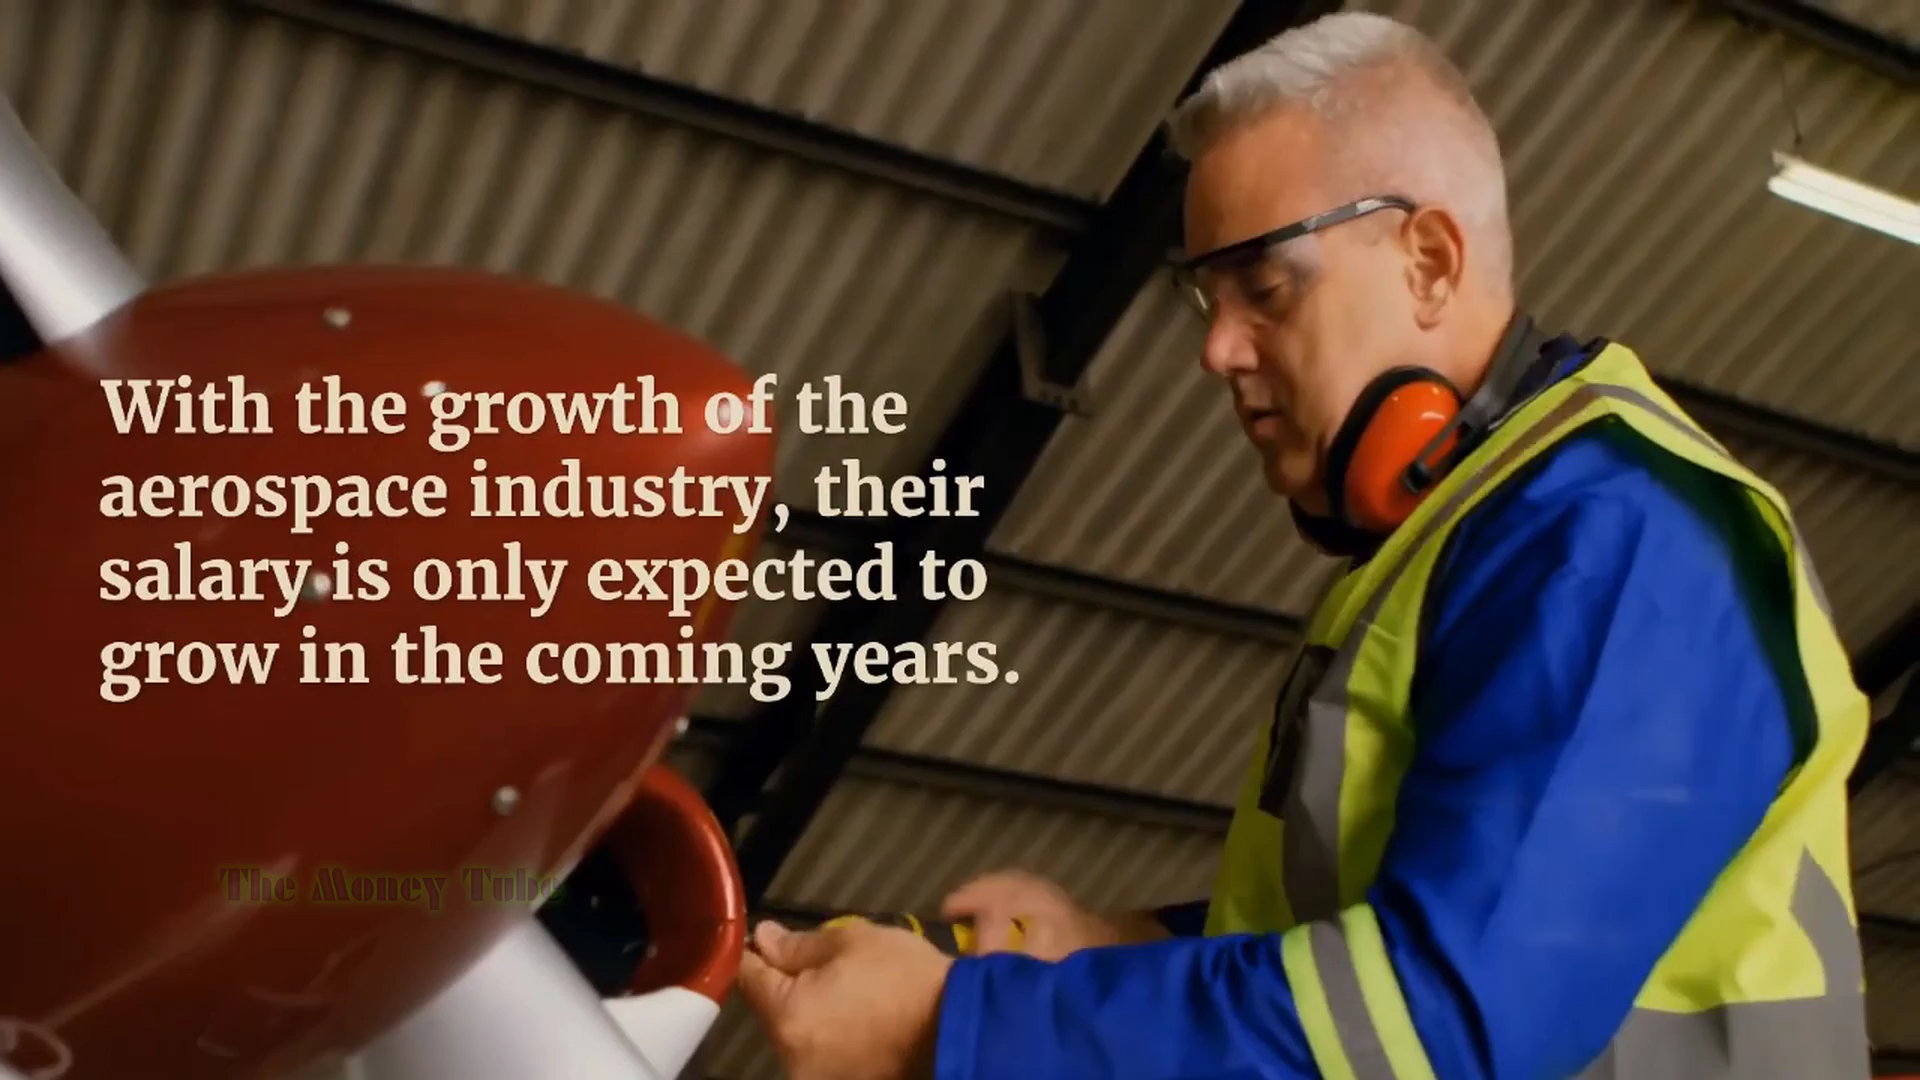 With the growth of the
aerospace industry, their
salary is only expected to
grow in the coming years.
The Money Tube